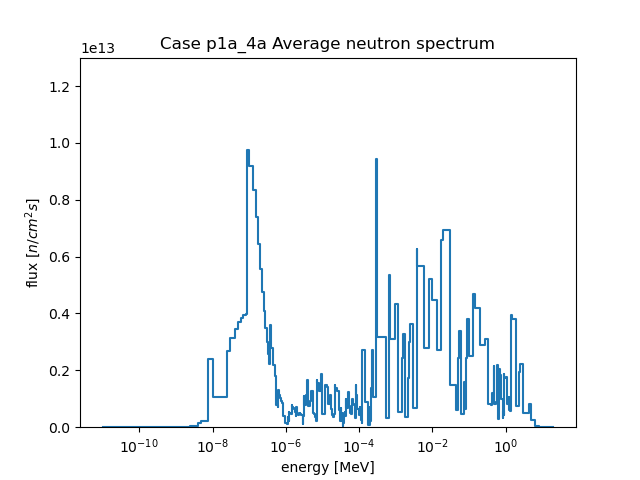 Case p1a_4a Average neutron spectrum
1e13
1.2
1.0
0.8
0.6
0.4
0.2
0.0
flux [n/cm²s]
10⁻¹⁰ 10⁻⁸ 10⁻⁶ 10⁻⁴ 10⁻² 10⁰
energy [MeV]